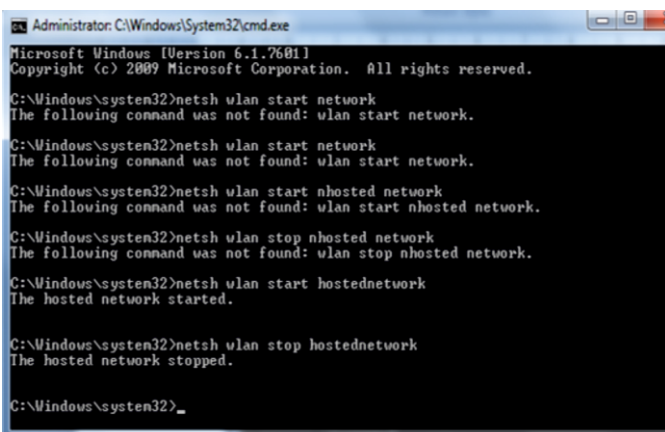 Administrator: C:\Windows\System32\cmd.exe
Microsoft Windows [Version 6.1.7601]
Copyright (c) 2009 Microsoft Corporation.  All rights reserved.
C:\Windows\system32>netsh wlan start network
The following command was not found: wlan start network.
C:\Windows\system32>netsh wlan start network
The following command was not found: wlan start network.
C:\Windows\system32>netsh wlan start nhosted network
The following command was not found: wlan start nhosted network.
C:\Windows\system32>netsh wlan stop nhosted network
The following command was not found: wlan stop nhosted network.
C:\Windows\system32>netsh wlan start hostednetwork
The hosted network started.
C:\Windows\system32>netsh wlan stop hostednetwork
The hosted network stopped.
C:\Windows\system32>_